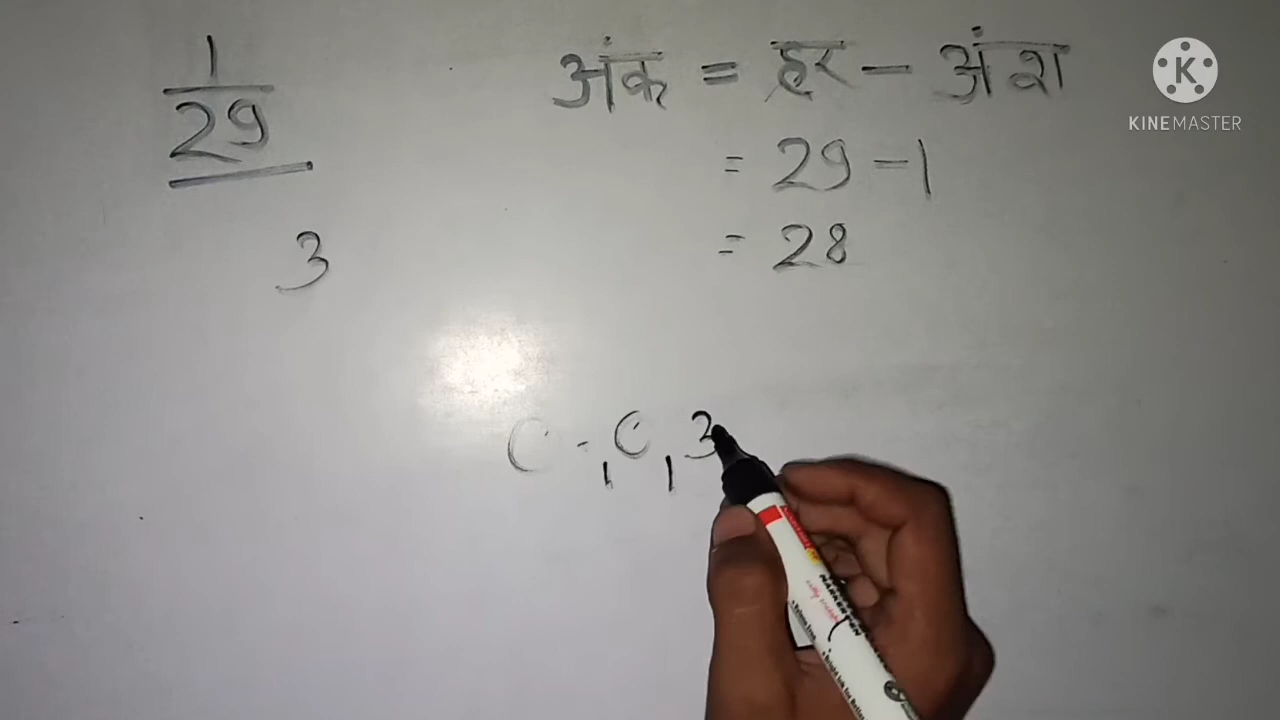 1
29
3
अंक = हर - अंश
= 29 - 1
= 28
0 . , 0 , 3
K
KINEMASTER